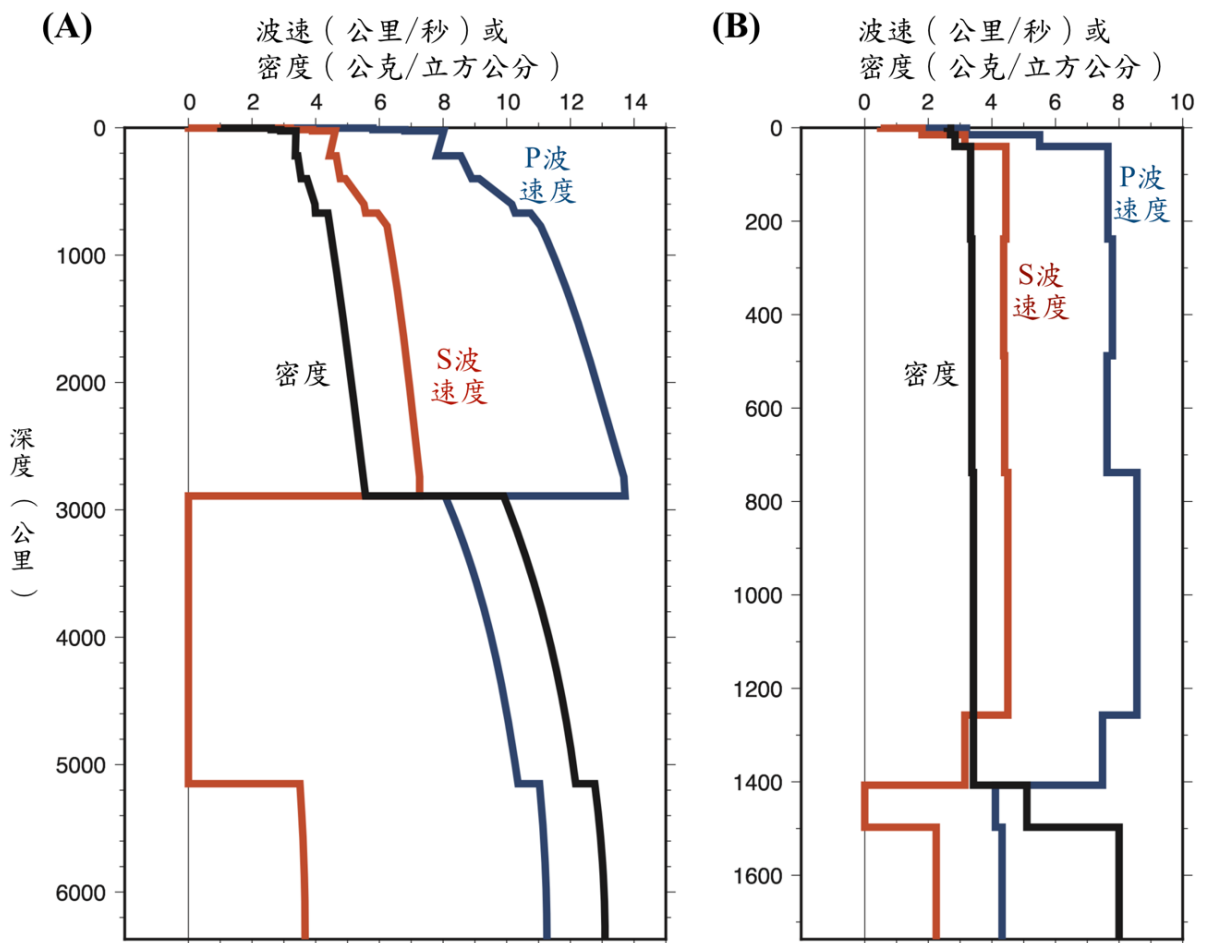 (A)
波速（公里/秒）或
密度（公克/立方公分）
0 2 4 6 8 10 12 14
0
1000
2000
3000
4000
5000
6000
深度（公里）
P波
速度
S波
速度
密度
(B)
波速（公里/秒）或
密度（公克/立方公分）
0 2 4 6 8 10
0
200
400
600
800
1000
1200
1400
1600
P波
速度
S波
速度
密度